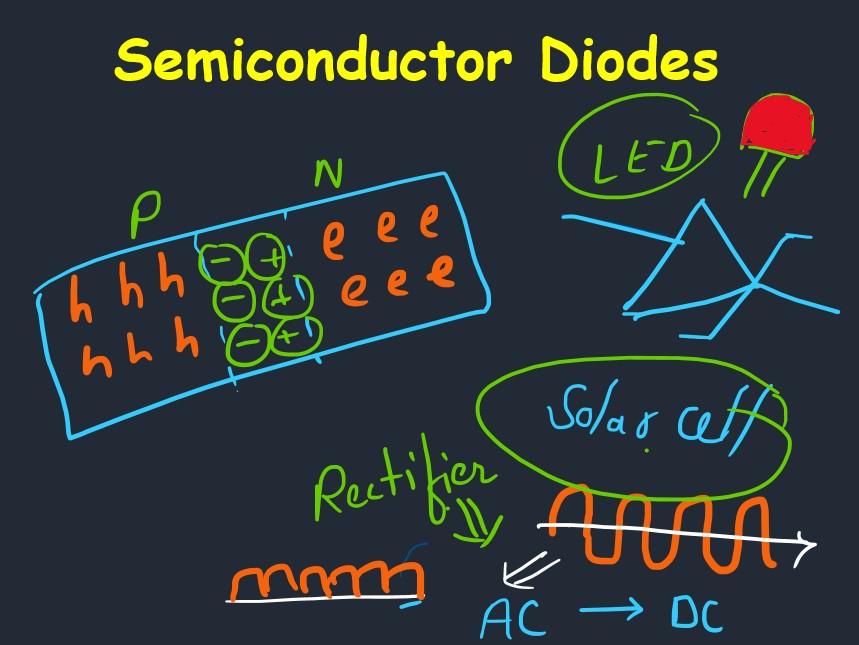 Semiconductor Diodes
LED
P N
h h h - + e e e
- + e e e
h h h - +
Solar cell
Rectifier
AC → DC